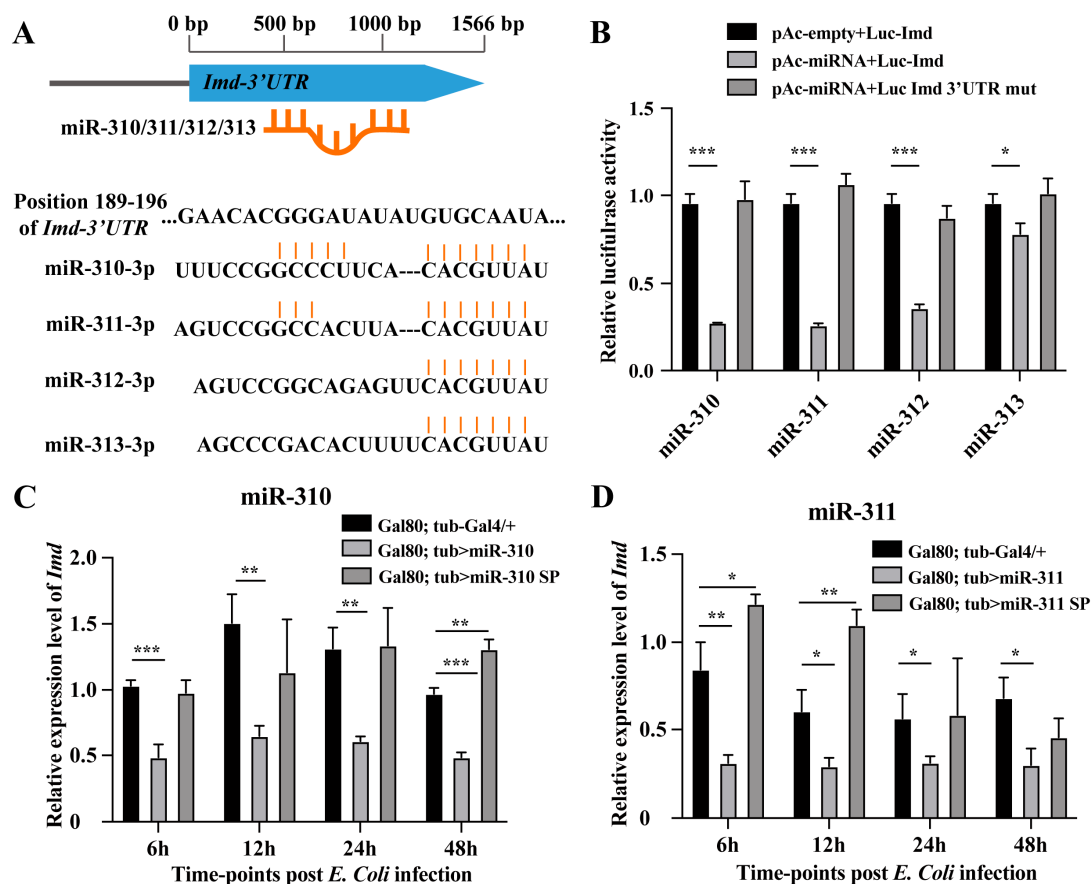 A
0 bp
500 bp
1000 bp
1566 bp
Imd-3’UTR
miR-310/311/312/313
Position 189-196
of Imd-3’UTR
...GAACACGGGAUAUAUGUGCAAUA...
miR-310-3p
UUUCCGGCCCUUCA---CACGUUAU
miR-311-3p
AGUCCGGCCACUUA---CACGUUAU
miR-312-3p
AGUCCGGCAGAGUUCACGUUAU
miR-313-3p
AGCCCGACACUUUUCACGUUAU
B
pAc-empty+Luc-Imd
pAc-miRNA+Luc-Imd
pAc-miRNA+Luc Imd 3’UTR mut
Relative lucifulrase activity
1.5
1.0
0.5
0.0
***
***
***
*
miR-310
miR-311
miR-312
miR-313
C
miR-310
Gal80; tub-Gal4/+
Gal80; tub>miR-310
Gal80; tub>miR-310 SP
Relative expression level of Imd
2.0
1.5
1.0
0.5
0
***
**
**
**
***
6h
12h
24h
48h
Time-points post E. Coli infection
D
miR-311
Gal80; tub-Gal4/+
Gal80; tub>miR-311
Gal80; tub>miR-311 SP
Relative expression level of Imd
1.5
1.0
0.5
0
*
**
**
*
*
*
6h
12h
24h
48h
Time-points post E. Coli infection